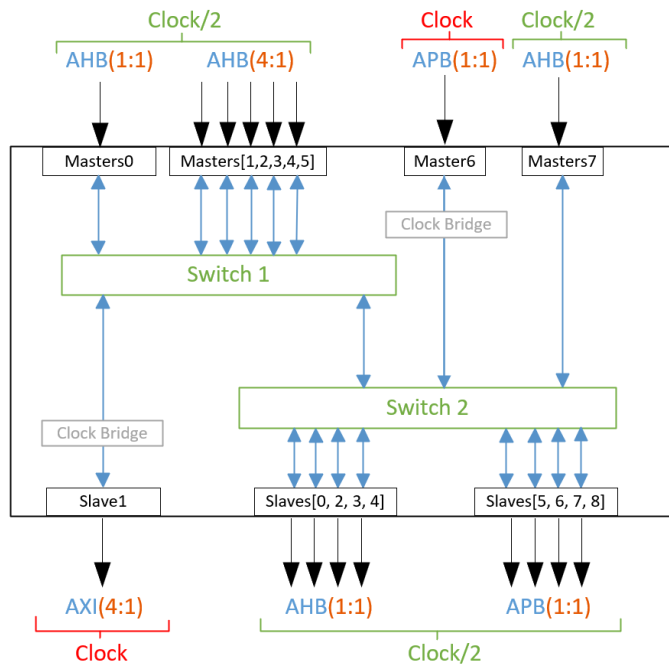 Clock/2
Clock
Clock/2
AHB(1:1)
AHB(4:1)
APB(1:1)
AHB(1:1)
Masters0
Masters[1,2,3,4,5]
Master6
Masters7
Clock Bridge
Switch 1
Switch 2
Clock Bridge
Slave1
Slaves[0, 2, 3, 4]
Slaves[5, 6, 7, 8]
AXI(4:1)
AHB(1:1)
APB(1:1)
Clock
Clock/2